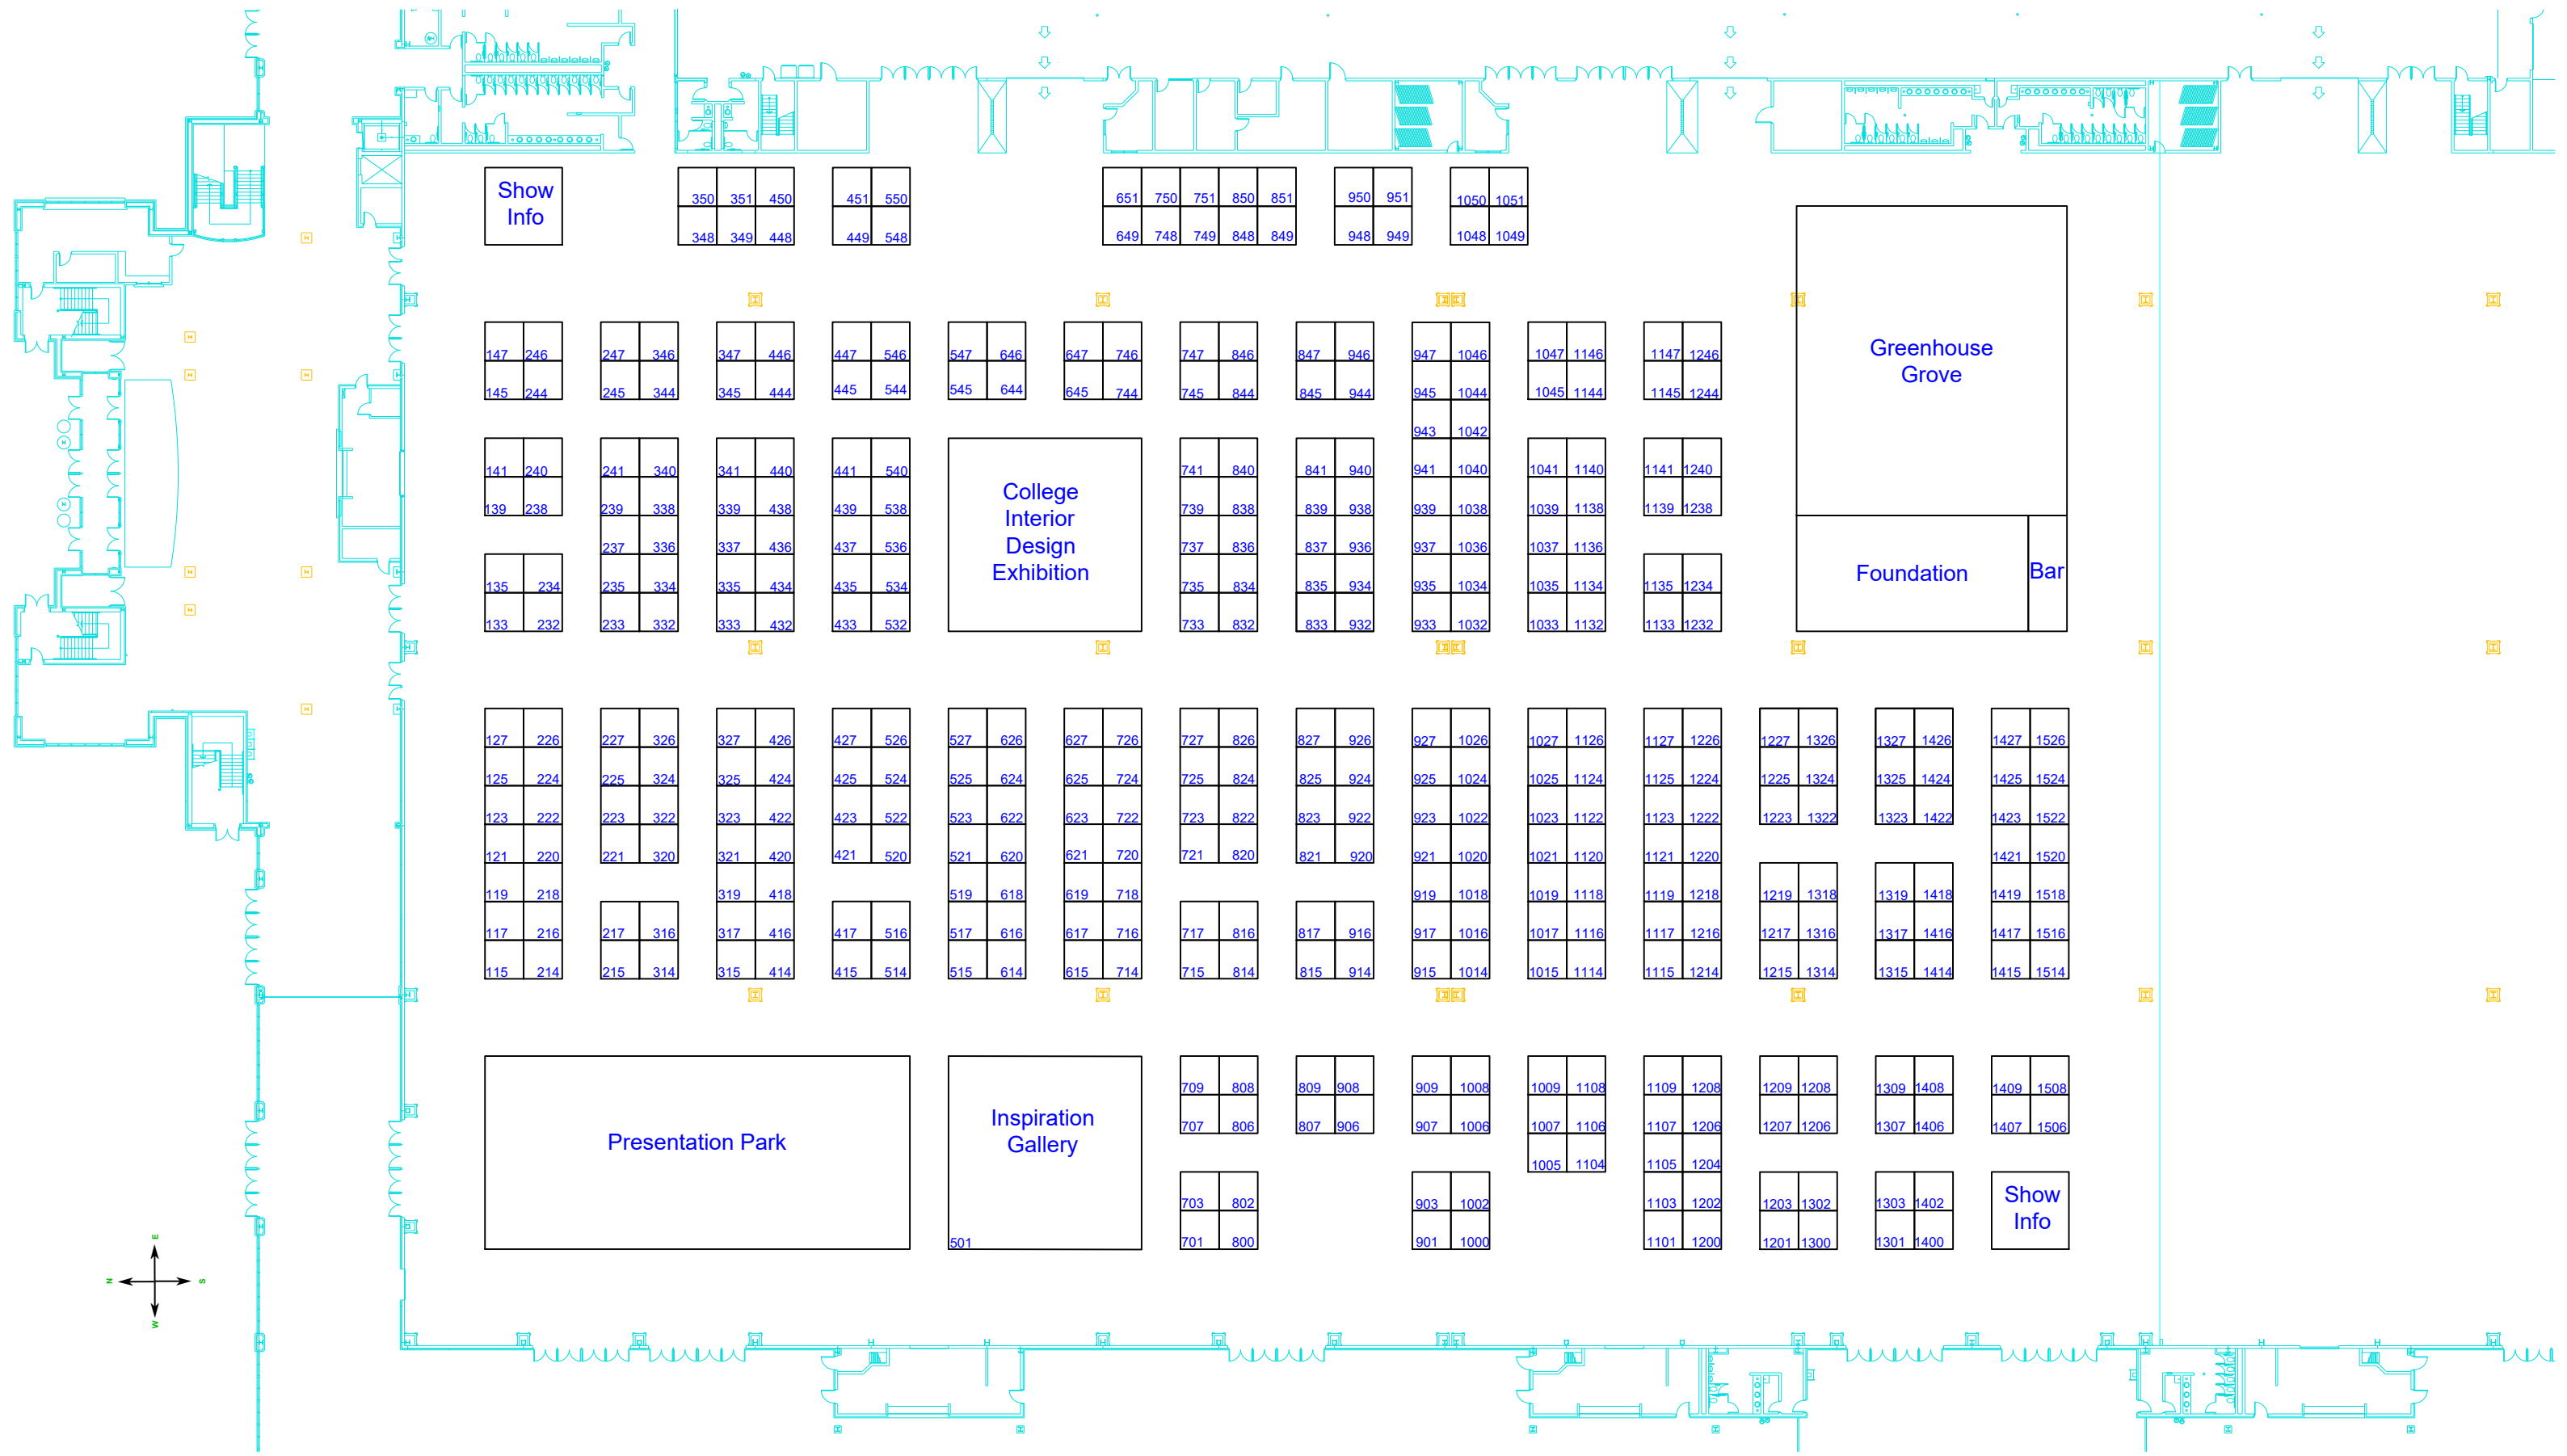 Show
Info
350 351 450 451 550 651 750 751 850 851 950 951 1050 1051
348 349 448 449 548 649 748 749 848 849 948 949 1048 1049
147 246 247 346 347 446 447 546 547 646 647 746 747 846 847 946 947 1046 1047 1146 1147 1246
145 244 245 344 345 444 445 544 545 644 645 744 745 844 845 944 945 1044 1045 1144 1145 1244
Greenhouse
Grove
943 1042
141 240 241 340 341 440 441 540 741 840 841 940 941 1040 1041 1140 1141 1240
139 238 239 338 339 438 439 538 739 838 839 938 939 1038 1039 1138 1139 1238
237 336 337 436 437 536 737 836 837 936 937 1036 1037 1136
135 234 235 334 335 434 435 534 735 834 835 934 935 1034 1035 1134 1135 1234
133 232 233 332 333 432 433 532 733 832 833 932 933 1032 1033 1132 1133 1232
College
Interior
Design
Exhibition
Foundation
Bar
127 226 227 326 327 426 427 526 527 626 627 726 727 826 827 926 927 1026 1027 1126 1127 1226 1227 1326 1327 1426 1427 1526
125 224 225 324 325 424 425 524 525 624 625 724 725 824 825 924 925 1024 1025 1124 1125 1224 1225 1324 1325 1424 1425 1524
123 222 223 322 323 422 423 522 523 622 623 722 723 822 823 922 923 1022 1023 1122 1123 1222 1223 1322 1323 1422 1423 1522
121 220 221 320 321 420 421 520 521 620 621 720 721 820 821 920 921 1020 1021 1120 1121 1220 1421 1520
119 218 319 418 519 618 619 718 919 1018 1019 1118 1119 1218 1219 1318 1319 1418 1419 1518
117 216 217 316 317 416 417 516 517 616 617 716 717 816 817 916 917 1016 1017 1116 1117 1216 1217 1316 1317 1416 1417 1516
115 214 215 314 315 414 415 514 515 614 615 714 715 814 815 914 915 1014 1015 1114 1115 1214 1215 1314 1315 1414 1415 1514
Presentation Park
Inspiration
Gallery
501
709 808 809 908 909 1008 1009 1108 1109 1208 1209 1208 1309 1408 1409 1508
707 806 807 906 907 1006 1007 1106 1107 1206 1207 1206 1307 1406 1407 1506
1005 1104 1105 1204
703 802 903 1002 1103 1202 1203 1302 1303 1402
701 800 901 1000 1101 1200 1201 1300 1301 1400
Show
Info
E
N S
W